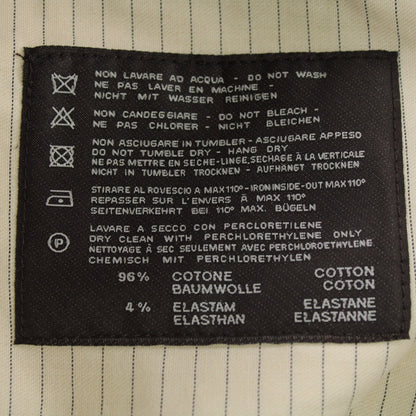 NON LAVARE AD ACQUA - DO NOT WASH
NE PAS LAVER EN MACHINE -
NICHT MIT WASSER REINIGEN
NON CANDEGGIARE - DO NOT BLEACH -
NE PAS CHLORER - NICHT BLEICHEN
NON ASCIUGARE IN TUMBLER - ASCIUGARE APPESO
DO NOT TUMBLE DRY - HANG DRY
NE PAS METTRE EN SECHE-LINGE, SECHAGE À LA VERTICALE
NICHT IM TROCKNEN - AUFHANGT TROCKNEN
STIRARE AL ROVESCIO A MAX 110° - IRON INSIDE-OUT MAX 110°
REPASSER SUR L'ENVERS À MAX 110°
SEITENVERKEHRT BEI 110° MAX. BÜGELN
P
LAVARE A SECCO CON PERCLORETILENE
DRY CLEAN WITH PERCHLORETHYLENE ONLY
NETTOYAGE À SEC SEULEMENT AVEC PERCHLOROETHYLENE
CHEMISCH MIT PERCHLORETHYLEN
96% COTONE COTTON
BAUMWOLLE COTON
4% ELASTAM ELASTANE
ELASTHAN ELASTANNE